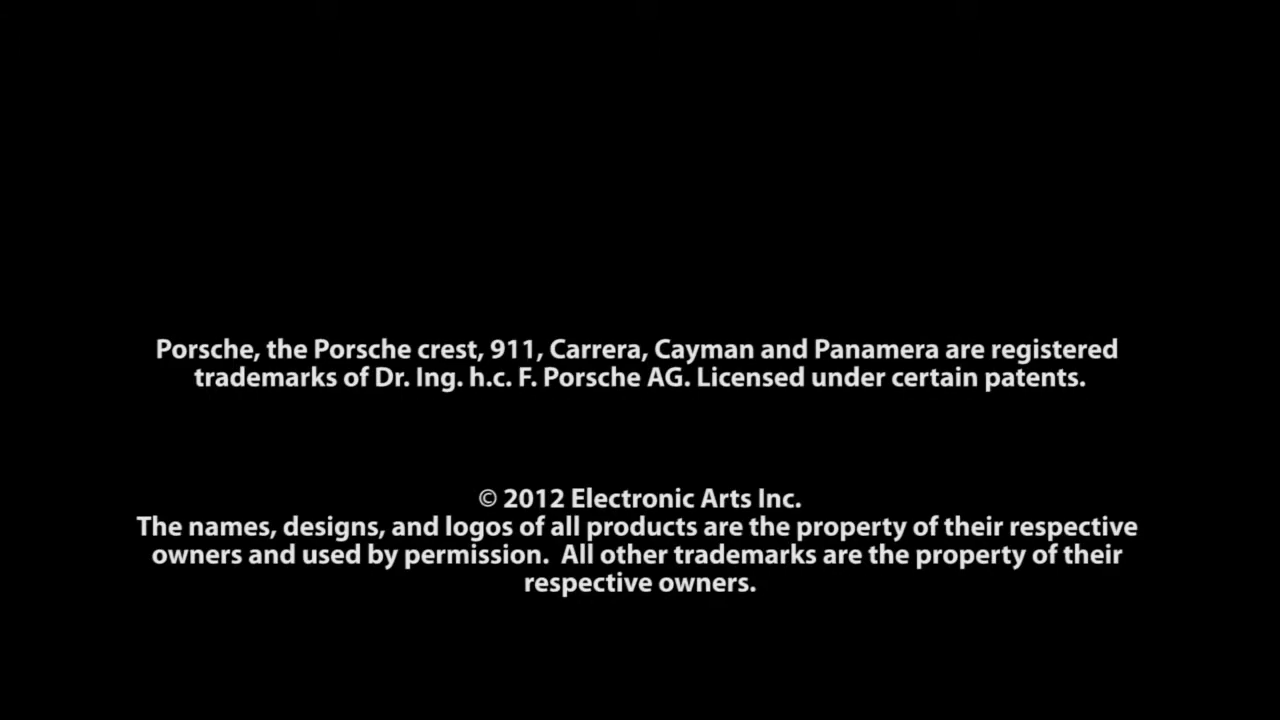 Porsche, the Porsche crest, 911, Carrera, Cayman and Panamera are registered
trademarks of Dr. Ing. h.c. F. Porsche AG. Licensed under certain patents.
© 2012 Electronic Arts Inc.
The names, designs, and logos of all products are the property of their respective
owners and used by permission.  All other trademarks are the property of their
respective owners.